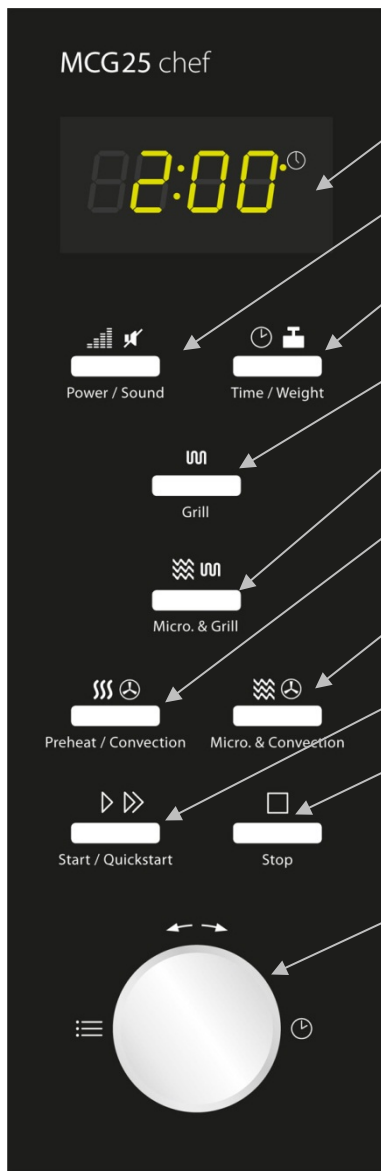 MCG25 chef
2:00
Power / Sound
Time / Weight
Grill
Micro. & Grill
Preheat / Convection
Micro. & Convection
Start / Quickstart
Stop